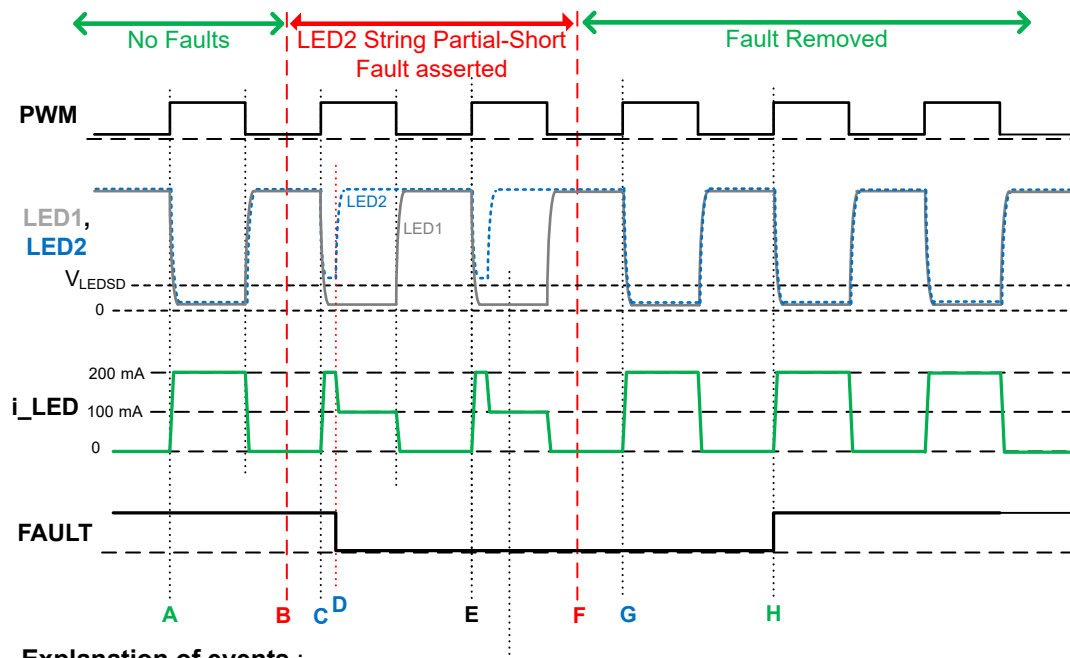 No Faults
LED2 String Partial-Short
Fault asserted
Fault Removed
PWM
LED1,
LED2
LED2
LED1
VLEDSD
0
200 mA
i_LED
100 mA
0
FAULT
A B C D E F G H
Explanation of events :